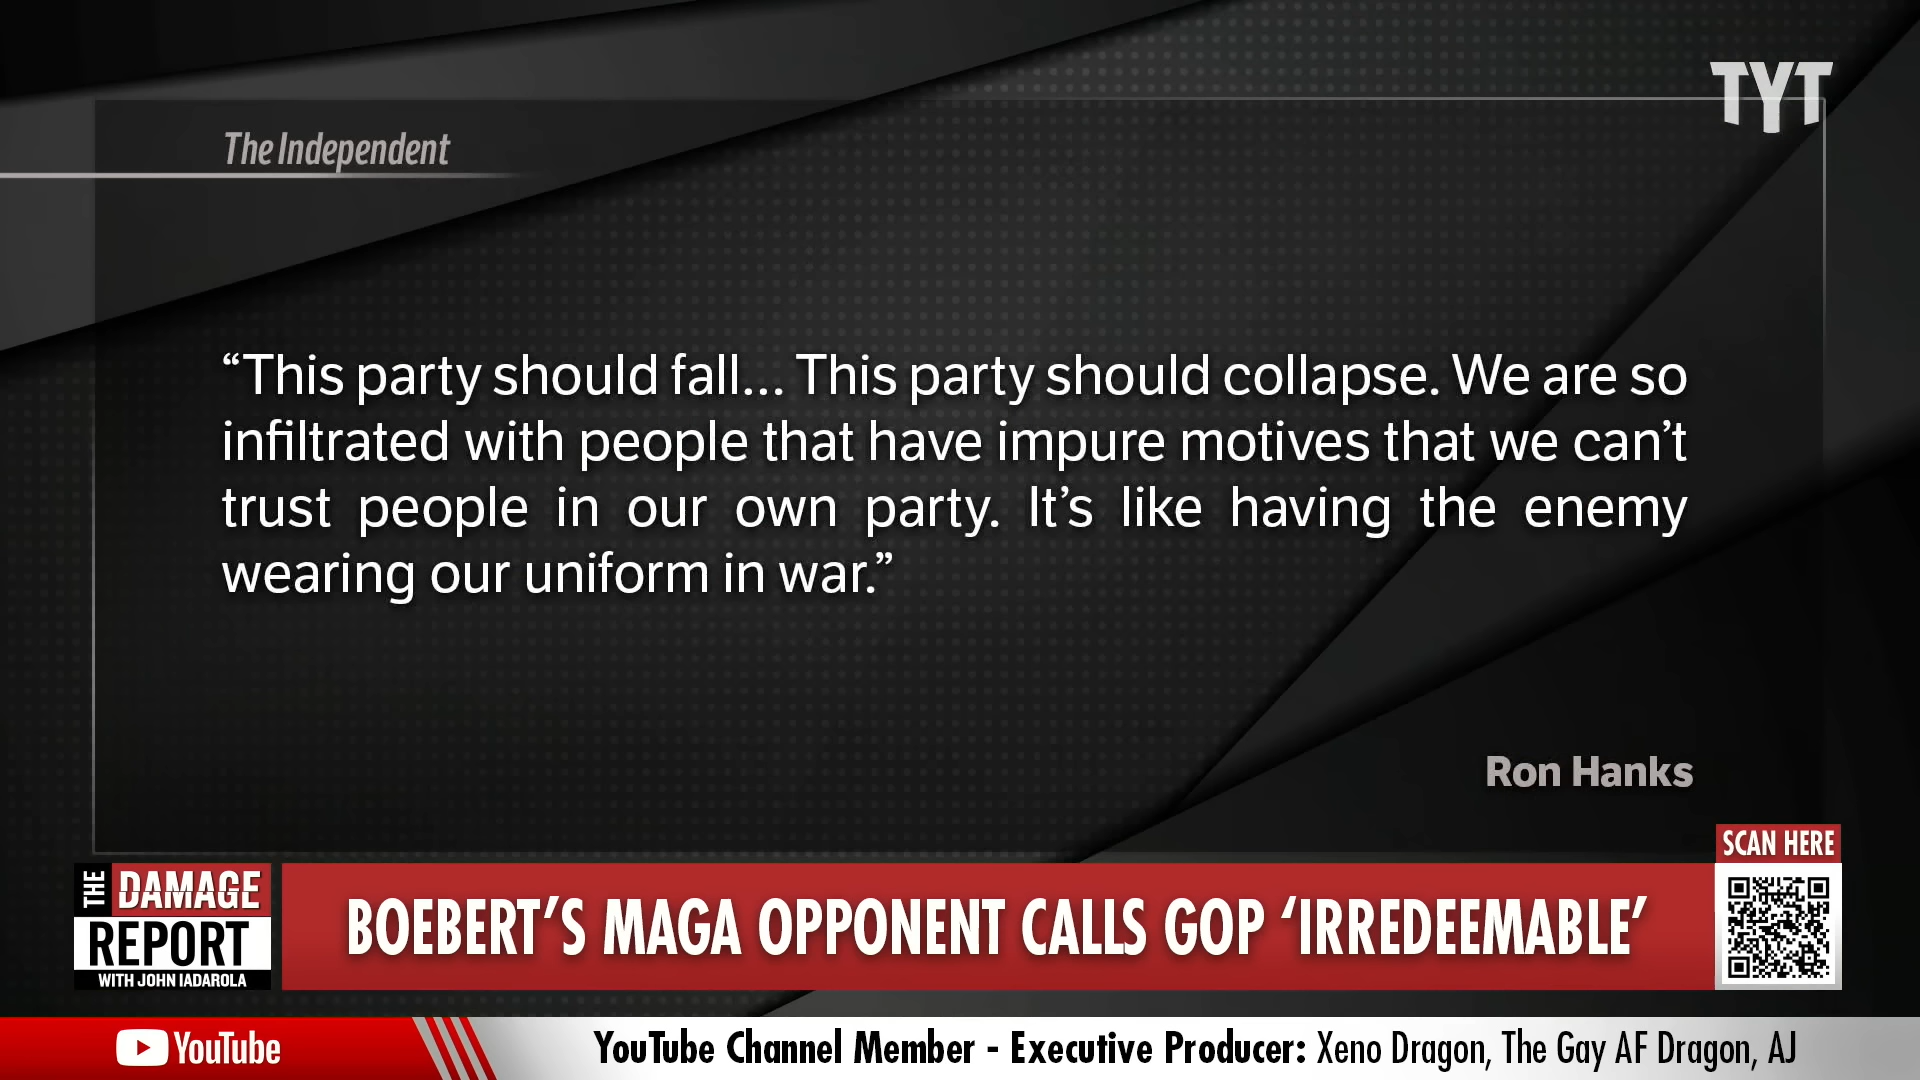 TYT
The Independent
“This party should fall... This party should collapse. We are so
infiltrated with people that have impure motives that we can’t
trust people in our own party. It’s like having the enemy
wearing our uniform in war.”
Ron Hanks
SCAN HERE
THE DAMAGE
REPORT
WITH JOHN IADAROLA
BOEBERT’S MAGA OPPONENT CALLS GOP ‘IRREDEEMABLE’
YouTube
YouTube Channel Member - Executive Producer: Xeno Dragon, The Gay AF Dragon, AJ